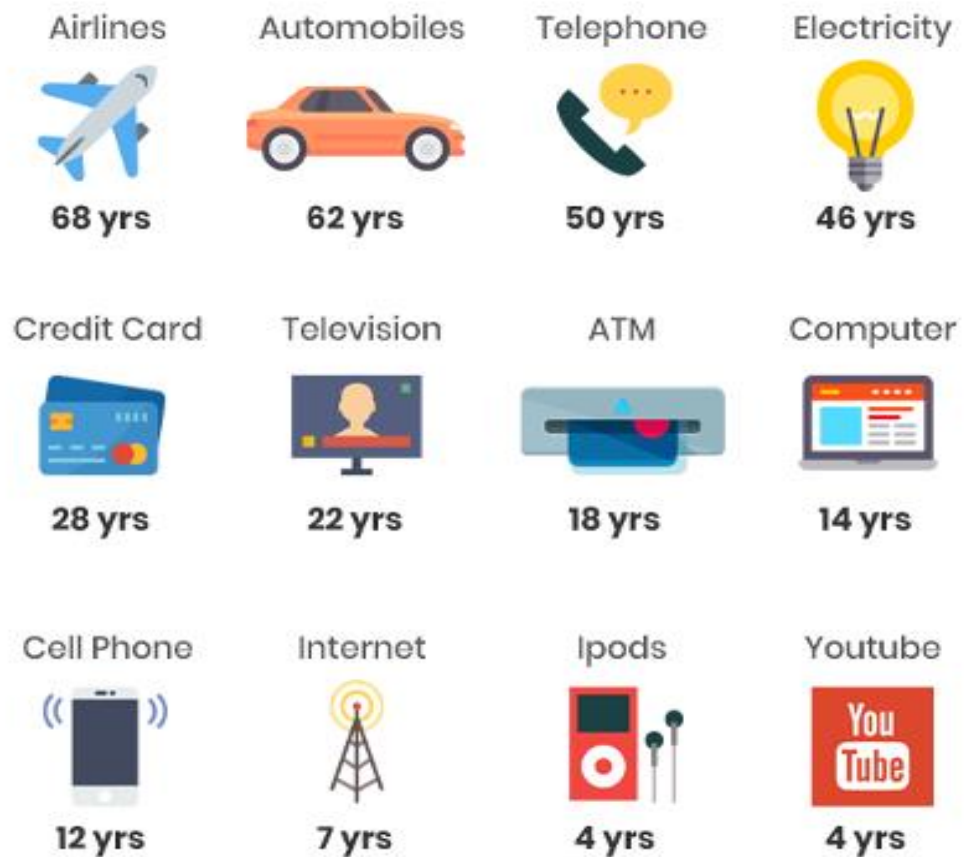 Airlines Automobiles Telephone Electricity
68 yrs 62 yrs 50 yrs 46 yrs
Credit Card Television ATM Computer
28 yrs 22 yrs 18 yrs 14 yrs
Cell Phone Internet Ipods Youtube
You
Tube
12 yrs 7 yrs 4 yrs 4 yrs